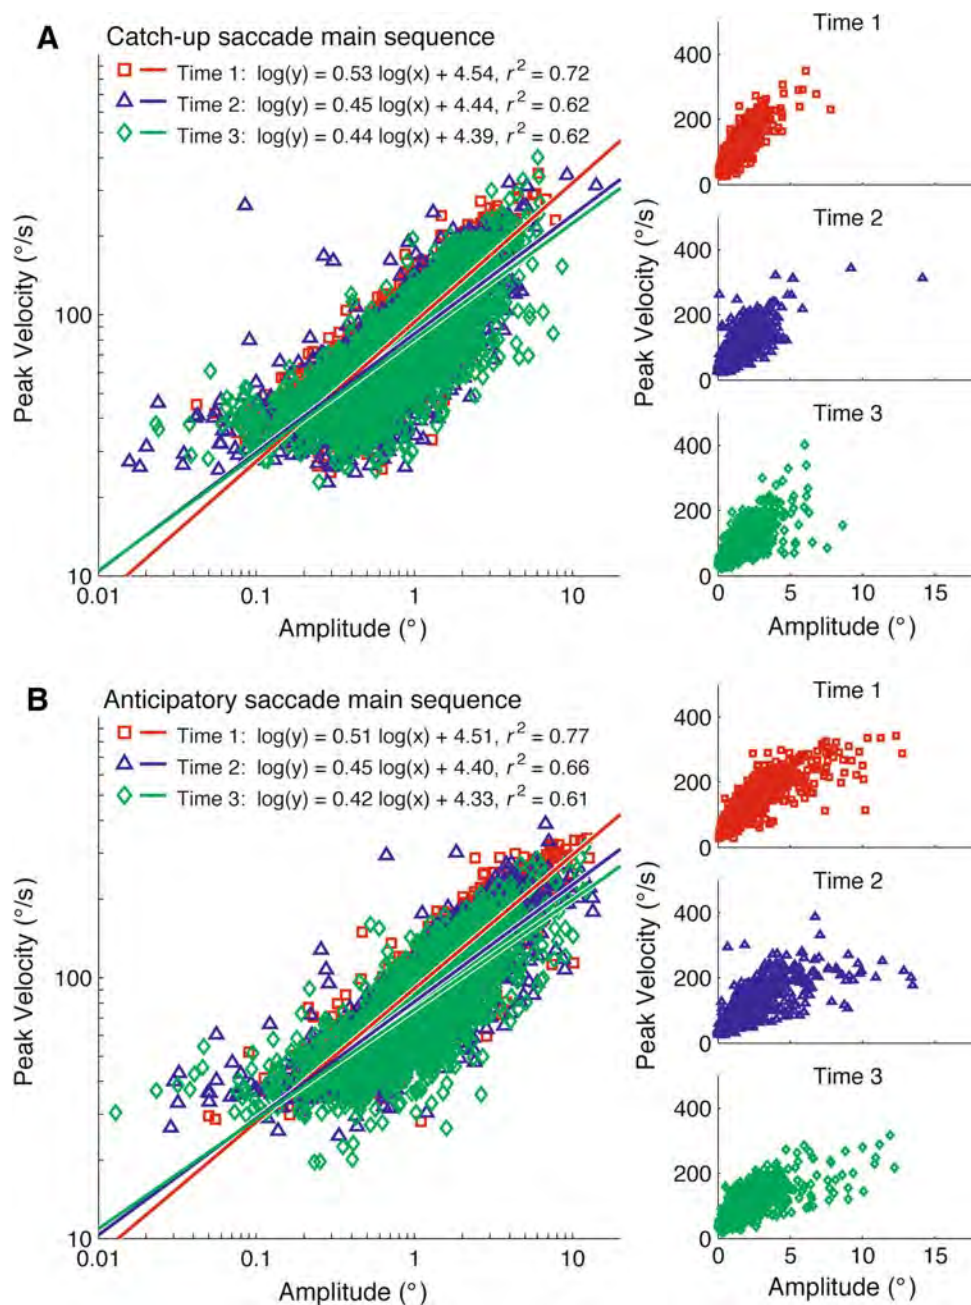 A
Catch-up saccade main sequence
Time 1: log(y) = 0.53 log(x) + 4.54, r² = 0.72
Time 2: log(y) = 0.45 log(x) + 4.44, r² = 0.62
Time 3: log(y) = 0.44 log(x) + 4.39, r² = 0.62
Peak Velocity (°/s)
100
10
0.01 0.1 1 10
Amplitude (°)
Time 1
400
200
0
Time 2
Peak Velocity (°/s)
400
200
0
Time 3
400
200
0
0 5 10 15
Amplitude (°)
B
Anticipatory saccade main sequence
Time 1: log(y) = 0.51 log(x) + 4.51, r² = 0.77
Time 2: log(y) = 0.45 log(x) + 4.40, r² = 0.66
Time 3: log(y) = 0.42 log(x) + 4.33, r² = 0.61
Peak Velocity (°/s)
100
10
0.01 0.1 1 10
Amplitude (°)
Time 1
400
200
0
Time 2
Peak Velocity (°/s)
400
200
0
Time 3
400
200
0
0 5 10 15
Amplitude (°)